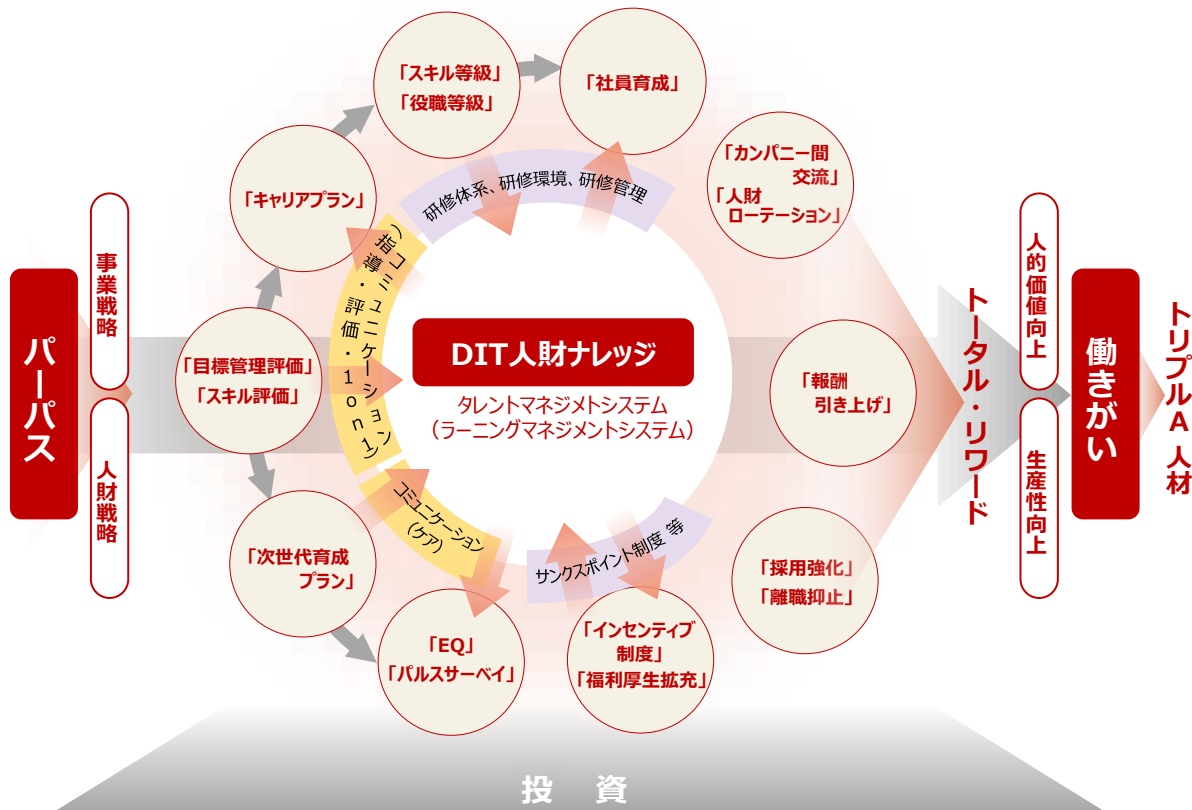 パーパス
事業戦略
人財戦略
「目標管理評価」
「スキル評価」
「キャリアプラン」
「スキル等級」
「役職等級」
「社員育成」
「カンパニー間
交流」
「人財
ローテーション」
「報酬
引き上げ」
「採用強化」
「離職抑止」
「インセンティブ
制度」
「福利厚生拡充」
「EQ」
「パルスサーベイ」
「次世代育成
プラン」
研修体系、研修環境、研修管理
コミュニケーション
(指導・評価・1on1)
コミュニケーション
(ケア)
サンクスポイント制度 等
DIT人財ナレッジ
タレントマネジメトシステム
(ラーニングマネジメントシステム)
トータル・リワード
人的価値向上
生産性向上
働きがい
トリプルA 人材
投 資